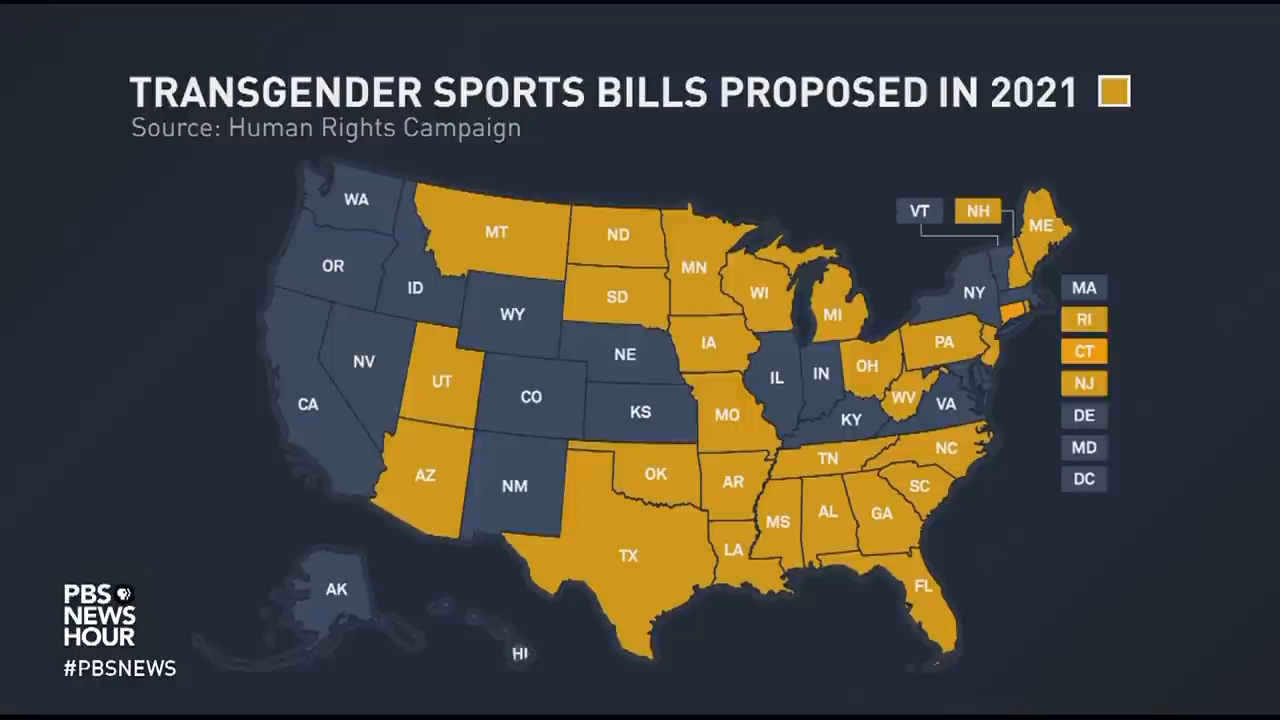 TRANSGENDER SPORTS BILLS PROPOSED IN 2021
Source: Human Rights Campaign
WA
MT
ND
MN
VT
NH
ME
OR
ID
WY
SD
WI
MI
NY
MA
RI
CT
NJ
DE
MD
DC
NV
UT
CO
NE
IA
IL
IN
OH
PA
CA
KS
MO
KY
WV
VA
AZ
NM
OK
AR
TN
NC
SC
TX
LA
MS
AL
GA
FL
AK
HI
PBS
NEWS
HOUR
#PBSNEWS